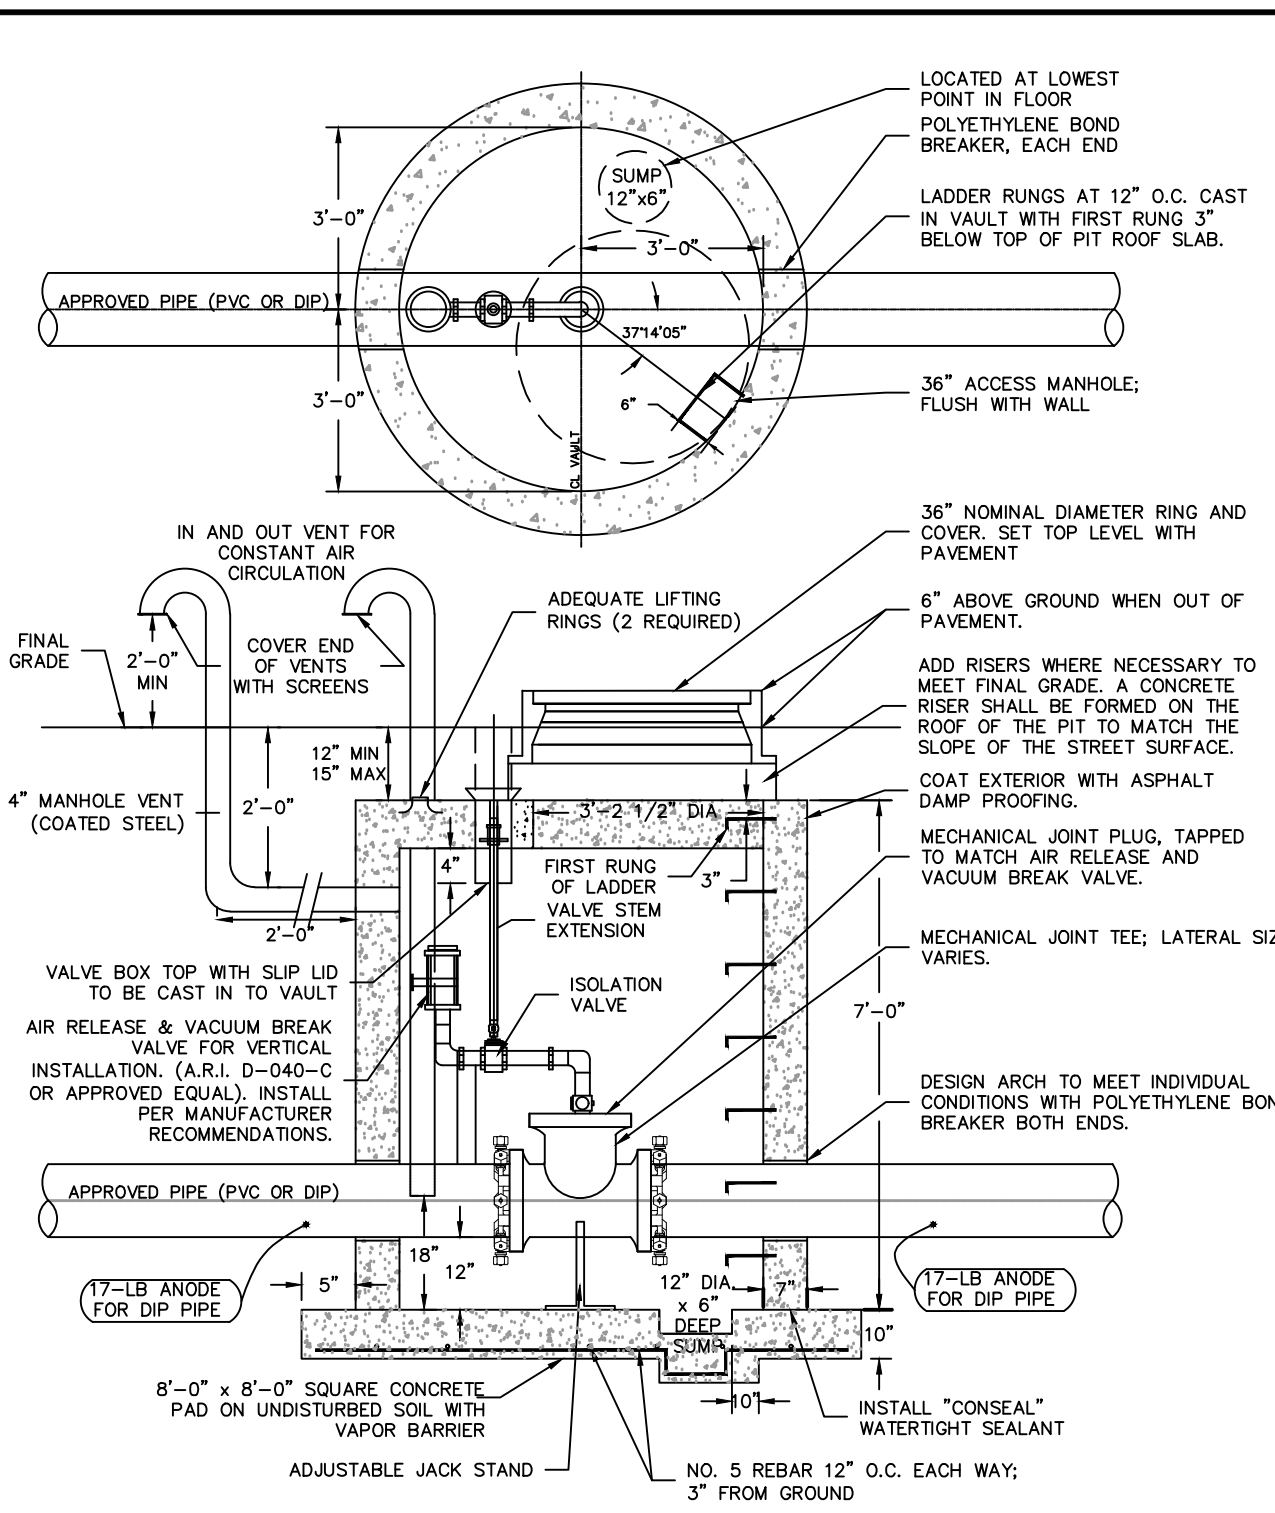 LOCATED AT LOWEST
POINT IN FLOOR
POLYETHYLENE BOND
BREAKER, EACH END
SUMP
12"x6"
LADDER RUNGS AT 12" O.C. CAST
IN VAULT WITH FIRST RUNG 3"
BELOW TOP OF PIT ROOF SLAB.
3'-0"
3'-0"
APPROVED PIPE (PVC OR DIP)
37°14'05"
3'-0"
6"
36" ACCESS MANHOLE;
FLUSH WITH WALL
CL VAULT
36" NOMINAL DIAMETER RING AND
COVER. SET TOP LEVEL WITH
PAVEMENT
IN AND OUT VENT FOR
CONSTANT AIR
CIRCULATION
ADEQUATE LIFTING
RINGS (2 REQUIRED)
6" ABOVE GROUND WHEN OUT OF
PAVEMENT.
FINAL
GRADE
2'-0"
MIN
COVER END
OF VENTS
WITH SCREENS
ADD RISERS WHERE NECESSARY TO
MEET FINAL GRADE. A CONCRETE
RISER SHALL BE FORMED ON THE
ROOF OF THE PIT TO MATCH THE
SLOPE OF THE STREET SURFACE.
12" MIN
15" MAX
4" MANHOLE VENT
(COATED STEEL)
2'-0"
3'-2 1/2" DIA
COAT EXTERIOR WITH ASPHALT
DAMP PROOFING.
MECHANICAL JOINT PLUG, TAPPED
TO MATCH AIR RELEASE AND
VACUUM BREAK VALVE.
4"
FIRST RUNG
OF LADDER
3"
VALVE STEM
EXTENSION
2'-0"
MECHANICAL JOINT TEE; LATERAL SIZ
VARIES.
VALVE BOX TOP WITH SLIP LID
TO BE CAST IN TO VAULT
ISOLATION
VALVE
7'-0"
AIR RELEASE & VACUUM BREAK
VALVE FOR VERTICAL
INSTALLATION. (A.R.I. D-040-C
OR APPROVED EQUAL). INSTALL
PER MANUFACTURER
RECOMMENDATIONS.
DESIGN ARCH TO MEET INDIVIDUAL
CONDITIONS WITH POLYETHYLENE BON
BREAKER BOTH ENDS.
APPROVED PIPE (PVC OR DIP)
18"
12"
5"
17-LB ANODE
FOR DIP PIPE
12" DIA.
x 6"
DEEP
SUMP
7"
17-LB ANODE
FOR DIP PIPE
10"
8'-0" x 8'-0" SQUARE CONCRETE
PAD ON UNDISTURBED SOIL WITH
VAPOR BARRIER
10"
INSTALL "CONSEAL"
WATERTIGHT SEALANT
ADJUSTABLE JACK STAND
NO. 5 REBAR 12" O.C. EACH WAY;
3" FROM GROUND